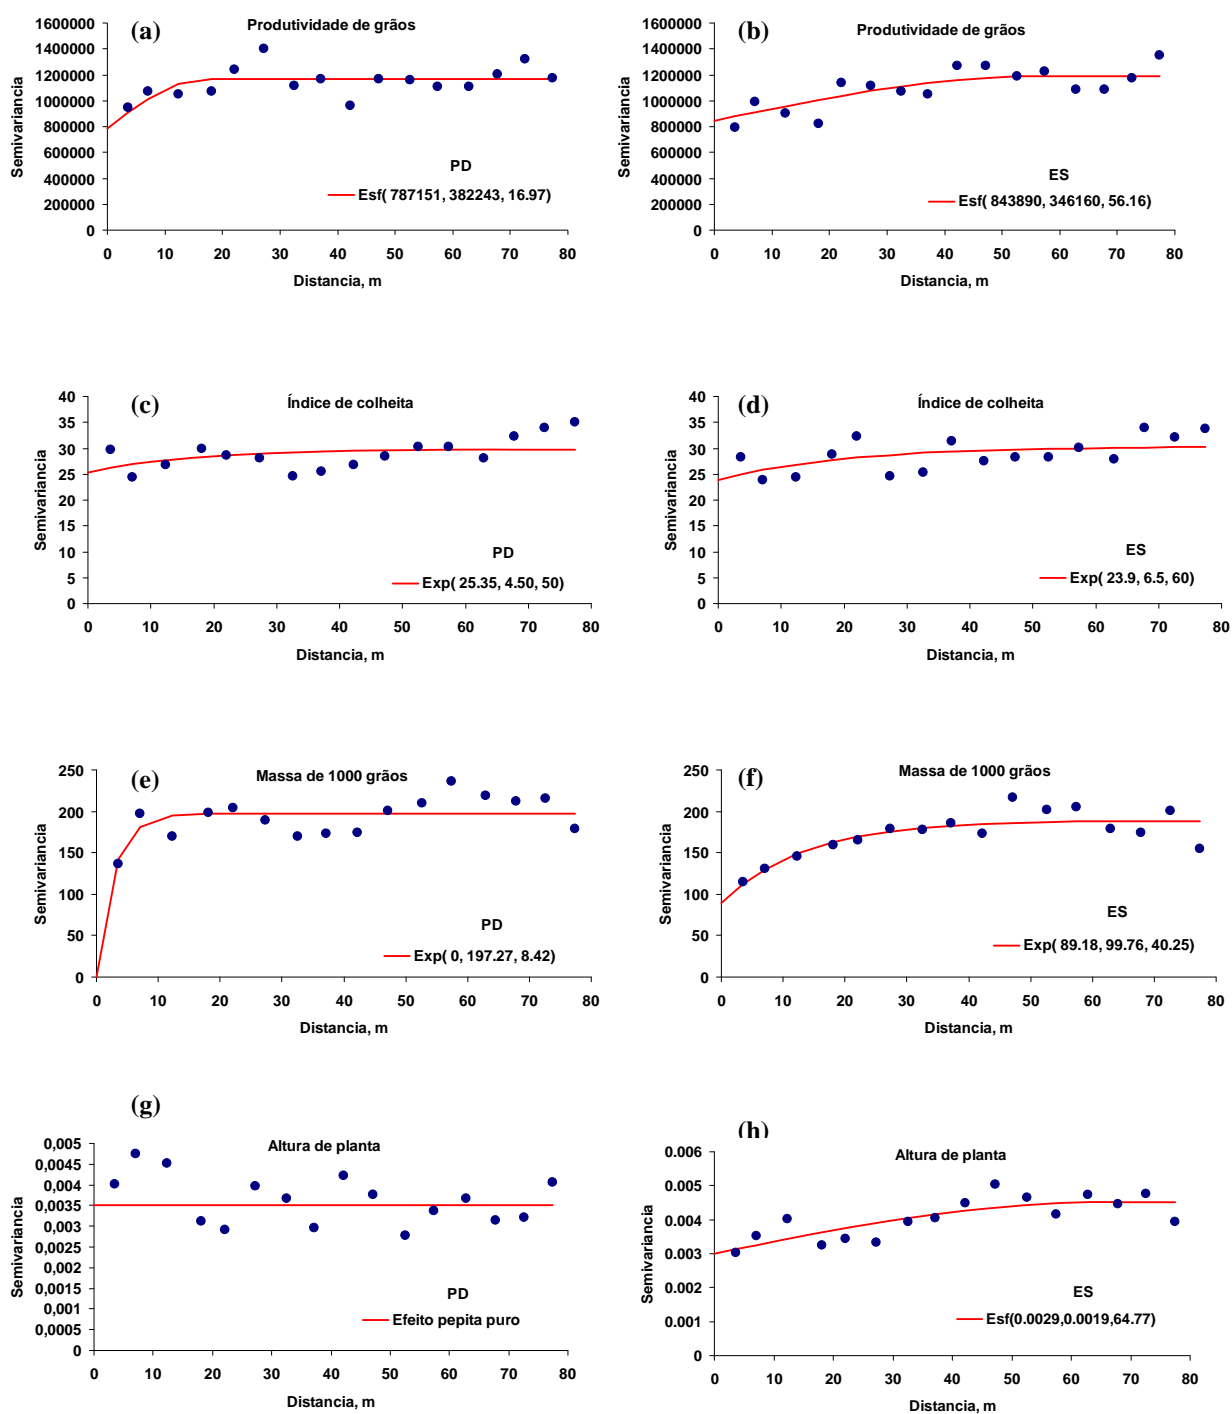 (a) Produtividade de grãos
1600000
1400000
1200000
1000000
800000
600000
400000
200000
0
Semivariancia
PD
Esf( 787151, 382243, 16.97)
0 10 20 30 40 50 60 70 80
Distancia, m
(b) Produtividade de grãos
1600000
1400000
1200000
1000000
800000
600000
400000
200000
0
Semivariancia
ES
Esf( 843890, 346160, 56.16)
0 10 20 30 40 50 60 70 80
Distancia, m
(c) Índice de colheita
40
35
30
25
20
15
10
5
0
Semivariancia
PD
Exp( 25.35, 4.50, 50)
0 10 20 30 40 50 60 70 80
Distancia, m
(d) Índice de colheita
40
35
30
25
20
15
10
5
0
Semivariancia
ES
Exp( 23.9, 6.5, 60)
0 10 20 30 40 50 60 70 80
Distancia, m
(e) Massa de 1000 grãos
250
200
150
100
50
0
Semivariancia
PD
Exp( 0, 197.27, 8.42)
0 10 20 30 40 50 60 70 80
Distancia, m
(f) Massa de 1000 grãos
250
200
150
100
50
0
Semivariancia
ES
Exp( 89.18, 99.76, 40.25)
0 10 20 30 40 50 60 70 80
Distancia, m
(g)
Altura de planta
0,005
0,0045
0,004
0,0035
0,003
0,0025
0,002
0,0015
0,001
0,0005
0
Semivariancia
PD
Efeito pepita puro
0 10 20 30 40 50 60 70 80
Distancia, m
(h)
Altura de planta
0.006
0.005
0.004
0.003
0.002
0.001
0
Semivariancia
ES
Esf(0.0029,0.0019,64.77)
0 10 20 30 40 50 60 70 80
Distancia, m